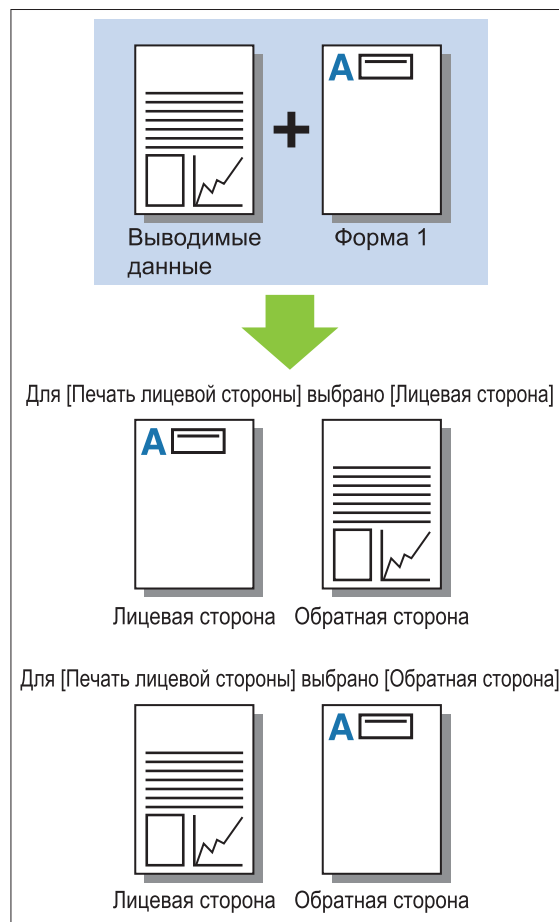 A
Выводимые данные
Форма 1
Для [Печать лицевой стороны] выбрано [Лицевая сторона]
A
Лицевая сторона
Обратная сторона
Для [Печать лицевой стороны] выбрано [Обратная сторона]
A
Лицевая сторона
Обратная сторона